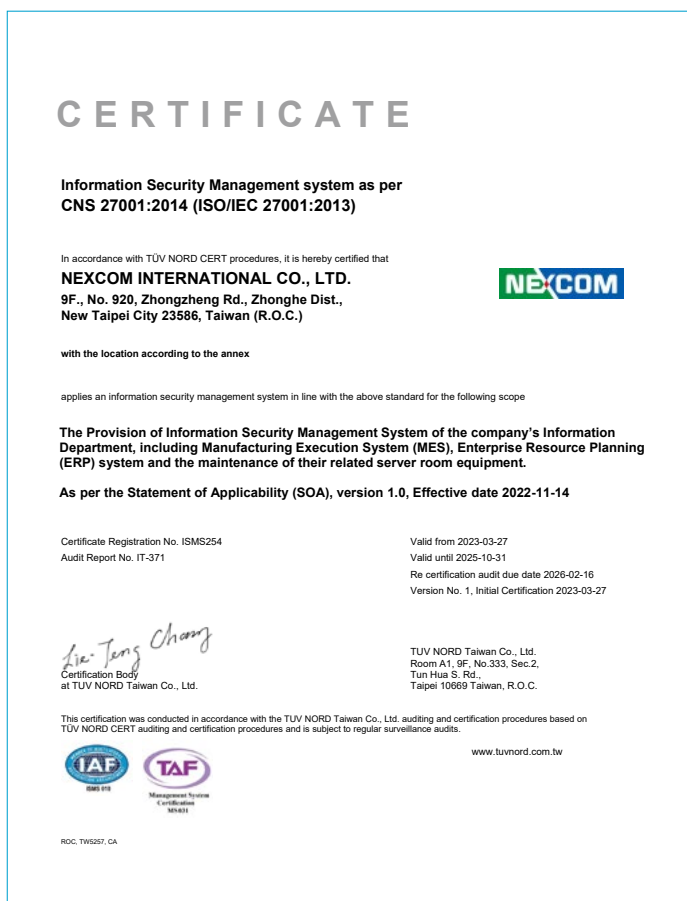 CERTIFICATE
Information Security Management system as per
CNS 27001:2014 (ISO/IEC 27001:2013)
In accordance with TÜV NORD CERT procedures, it is hereby certified that
NEXCOM INTERNATIONAL CO., LTD.
9F., No. 920, Zhongzheng Rd., Zhonghe Dist.,
New Taipei City 23586, Taiwan (R.O.C.)
NEXCOM
with the location according to the annex
applies an information security management system in line with the above standard for the following scope
The Provision of Information Security Management System of the company's Information
Department, including Manufacturing Execution System (MES), Enterprise Resource Planning
(ERP) system and the maintenance of their related server room equipment.
As per the Statement of Applicability (SOA), version 1.0, Effective date 2022-11-14
Certificate Registration No. ISMS254
Audit Report No. IT-371
Valid from 2023-03-27
Valid until 2025-10-31
Re certification audit due date 2026-02-16
Version No. 1, Initial Certification 2023-03-27
Lie-Teng Chang
Certification Body
at TUV NORD Taiwan Co., Ltd.
TUV NORD Taiwan Co., Ltd.
Room A1, 9F, No.333, Sec.2,
Tun Hua S. Rd.,
Taipei 10669 Taiwan, R.O.C.
This certification was conducted in accordance with the TUV NORD Taiwan Co., Ltd. auditing and certification procedures based on
TÜV NORD CERT auditing and certification procedures and is subject to regular surveillance audits.
www.tuvnord.com.tw
IAF
ISMS 010
TAF
Management System
Certification
MS031
ROC, TW5257, CA